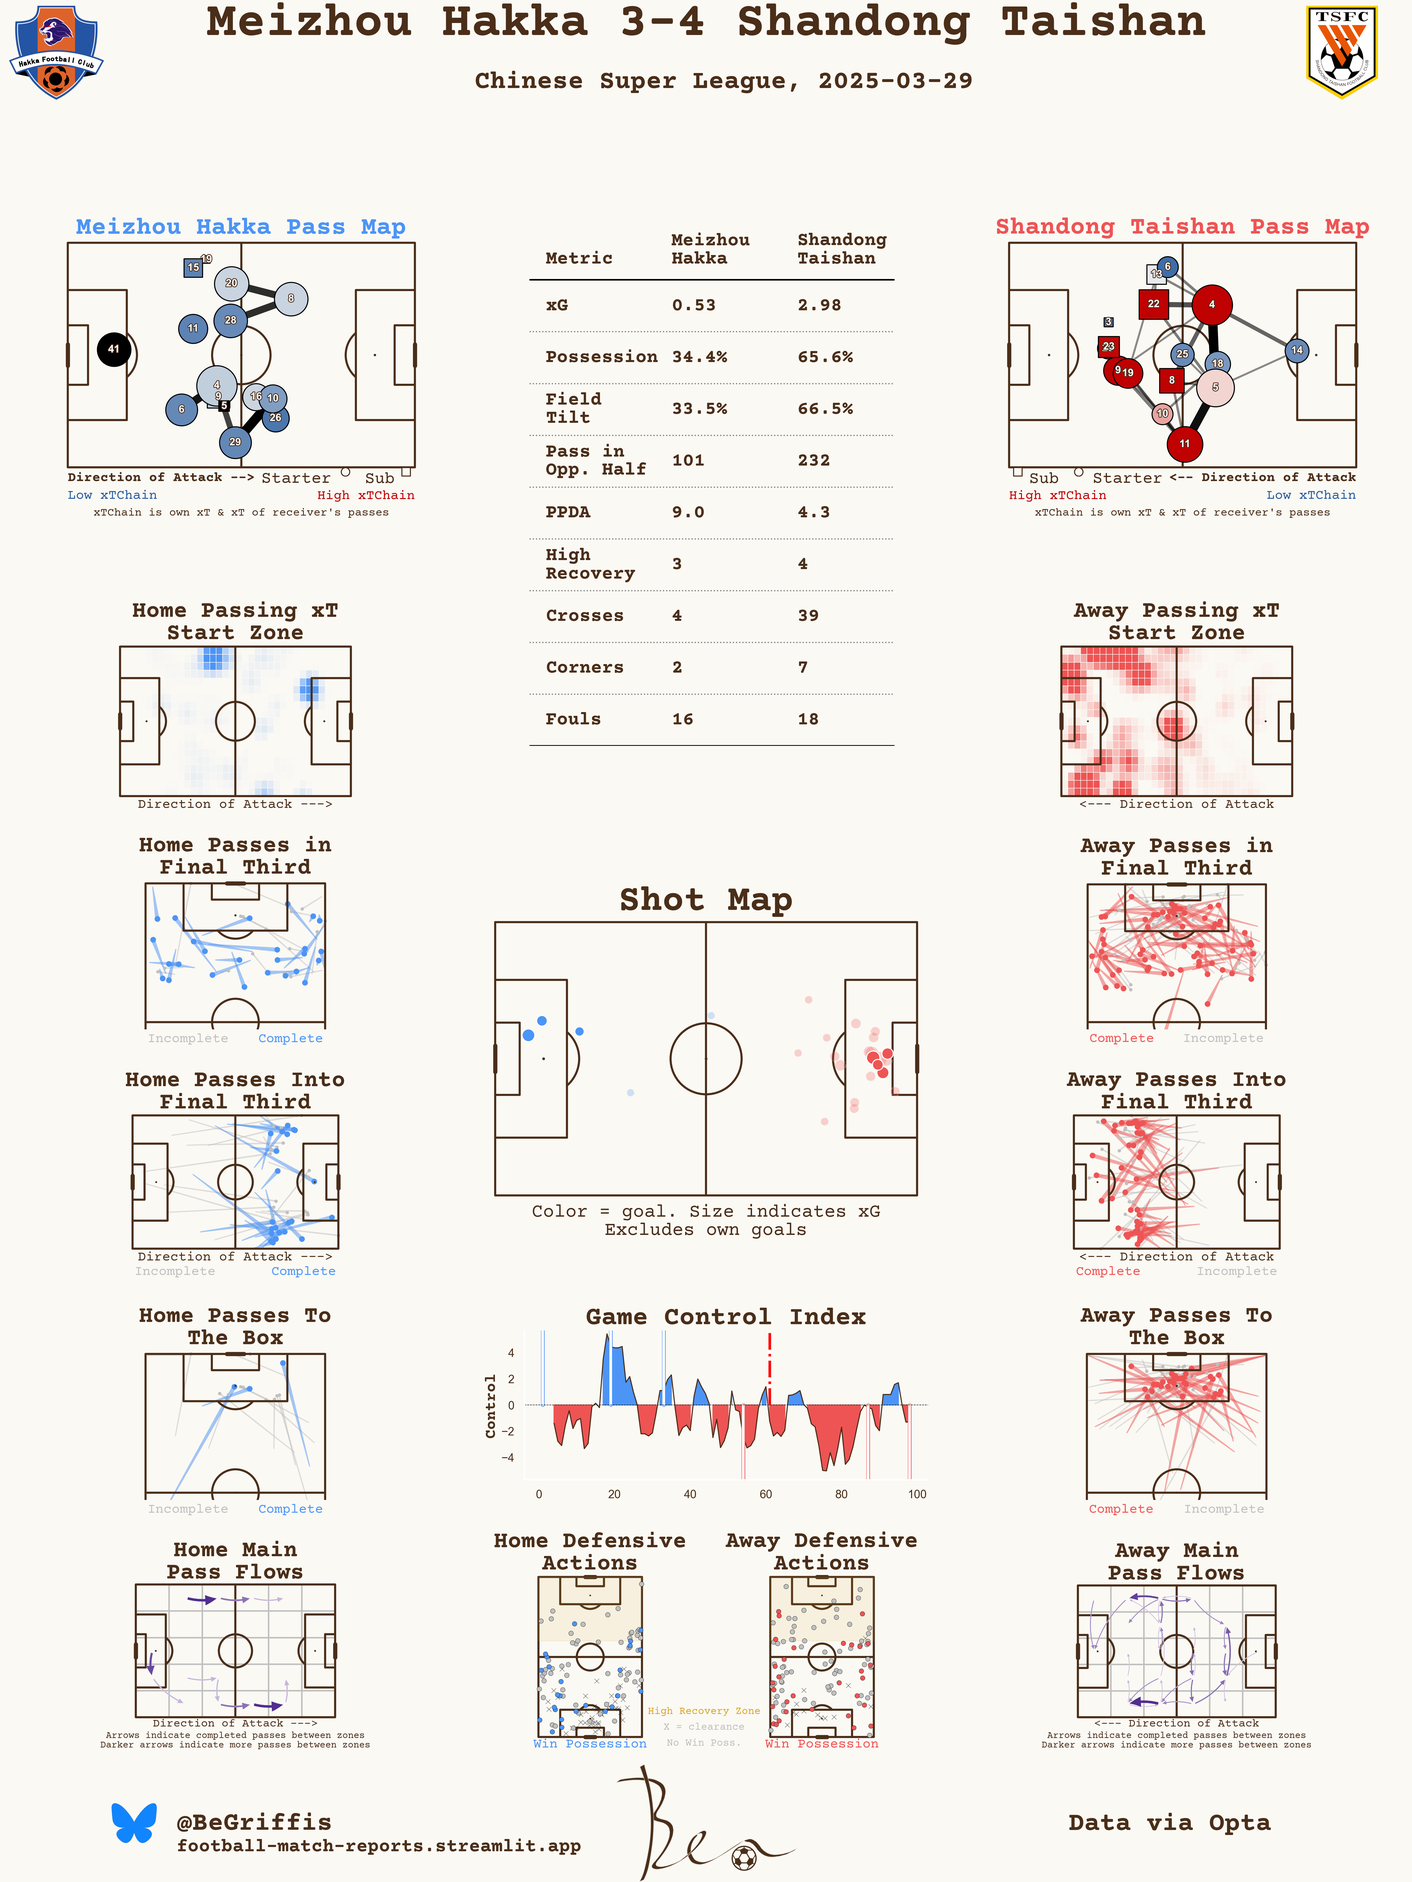 Meizhou Hakka 3-4 Shandong Taishan
Chinese Super League, 2025-03-29
Hakka Football Club
TSFC
Meizhou Hakka Pass Map
15
19
20
8
28
11
41
4
9
5
16
10
6
26
29
Direction of Attack --> Starter Sub
Low xTChain High xTChain
xTChain is own xT & xT of receiver's passes
Metric Meizhou Hakka Shandong Taishan
xG 0.53 2.98
Possession 34.4% 65.6%
Field Tilt 33.5% 66.5%
Pass in Opp. Half 101 232
PPDA 9.0 4.3
High Recovery 3 4
Crosses 4 39
Corners 2 7
Fouls 16 18
Shandong Taishan Pass Map
6
13
22
4
3
23
25
14
18
9
19
8
5
10
11
Sub Starter <-- Direction of Attack
High xTChain Low xTChain
xTChain is own xT & xT of receiver's passes
Home Passing xT
Start Zone
Direction of Attack --->
Away Passing xT
Start Zone
<--- Direction of Attack
Home Passes in
Final Third
Incomplete Complete
Away Passes in
Final Third
Complete Incomplete
Shot Map
Color = goal. Size indicates xG
Excludes own goals
Home Passes Into
Final Third
Direction of Attack --->
Incomplete Complete
Away Passes Into
Final Third
<--- Direction of Attack
Complete Incomplete
Home Passes To
The Box
Incomplete Complete
Game Control Index
Control
4
2
0
−2
−4
0 20 40 60 80 100
Away Passes To
The Box
Complete Incomplete
Home Main
Pass Flows
Direction of Attack --->
Arrows indicate completed passes between zones
Darker arrows indicate more passes between zones
Home Defensive
Actions
Win Possession
High Recovery Zone
X = clearance
No Win Poss.
Away Defensive
Actions
Win Possession
Away Main
Pass Flows
<--- Direction of Attack
Arrows indicate completed passes between zones
Darker arrows indicate more passes between zones
@BeGriffis
football-match-reports.streamlit.app
Ben
Data via Opta